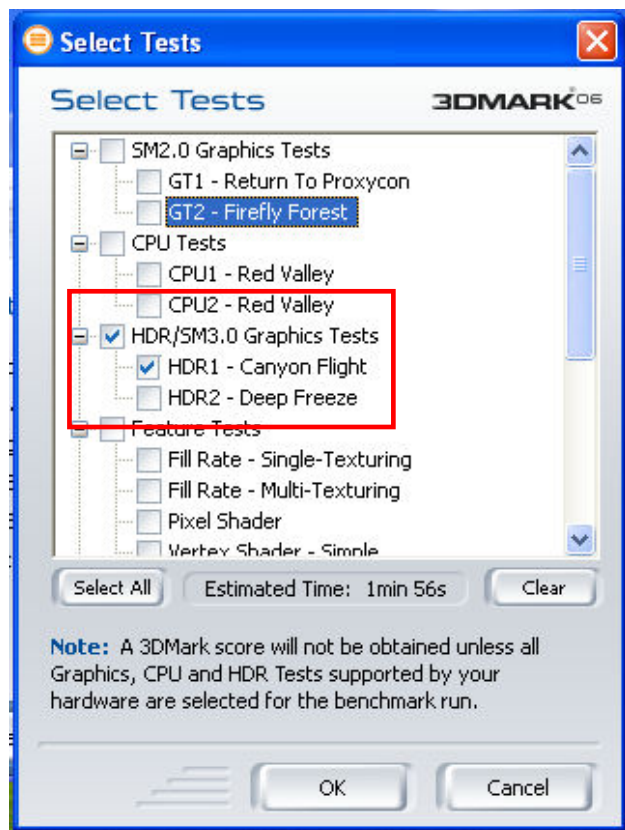 Select Tests
Select Tests
3DMARK06
SM2.0 Graphics Tests
GT1 - Return To Proxycon
GT2 - Firefly Forest
CPU Tests
CPU1 - Red Valley
CPU2 - Red Valley
HDR/SM3.0 Graphics Tests
HDR1 - Canyon Flight
HDR2 - Deep Freeze
Feature Tests
Fill Rate - Single-Texturing
Fill Rate - Multi-Texturing
Pixel Shader
Vertex Shader - Simple
Select All Estimated Time: 1min 56s Clear
Note: A 3DMark score will not be obtained unless all
Graphics, CPU and HDR Tests supported by your
hardware are selected for the benchmark run.
OK Cancel